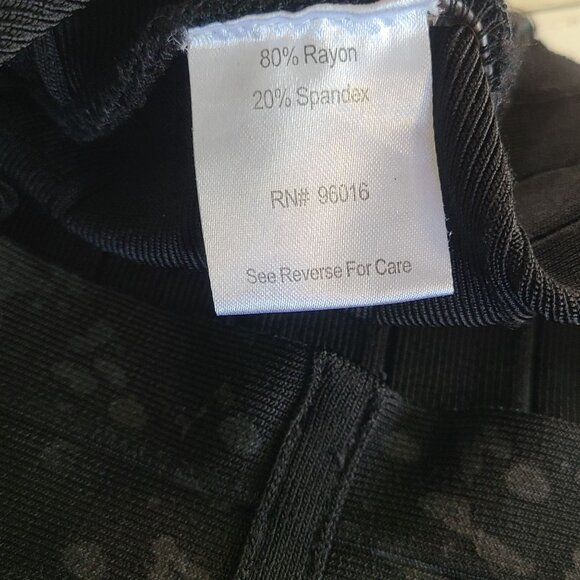 80% Rayon
20% Spandex
RN# 96016
See Reverse For Care